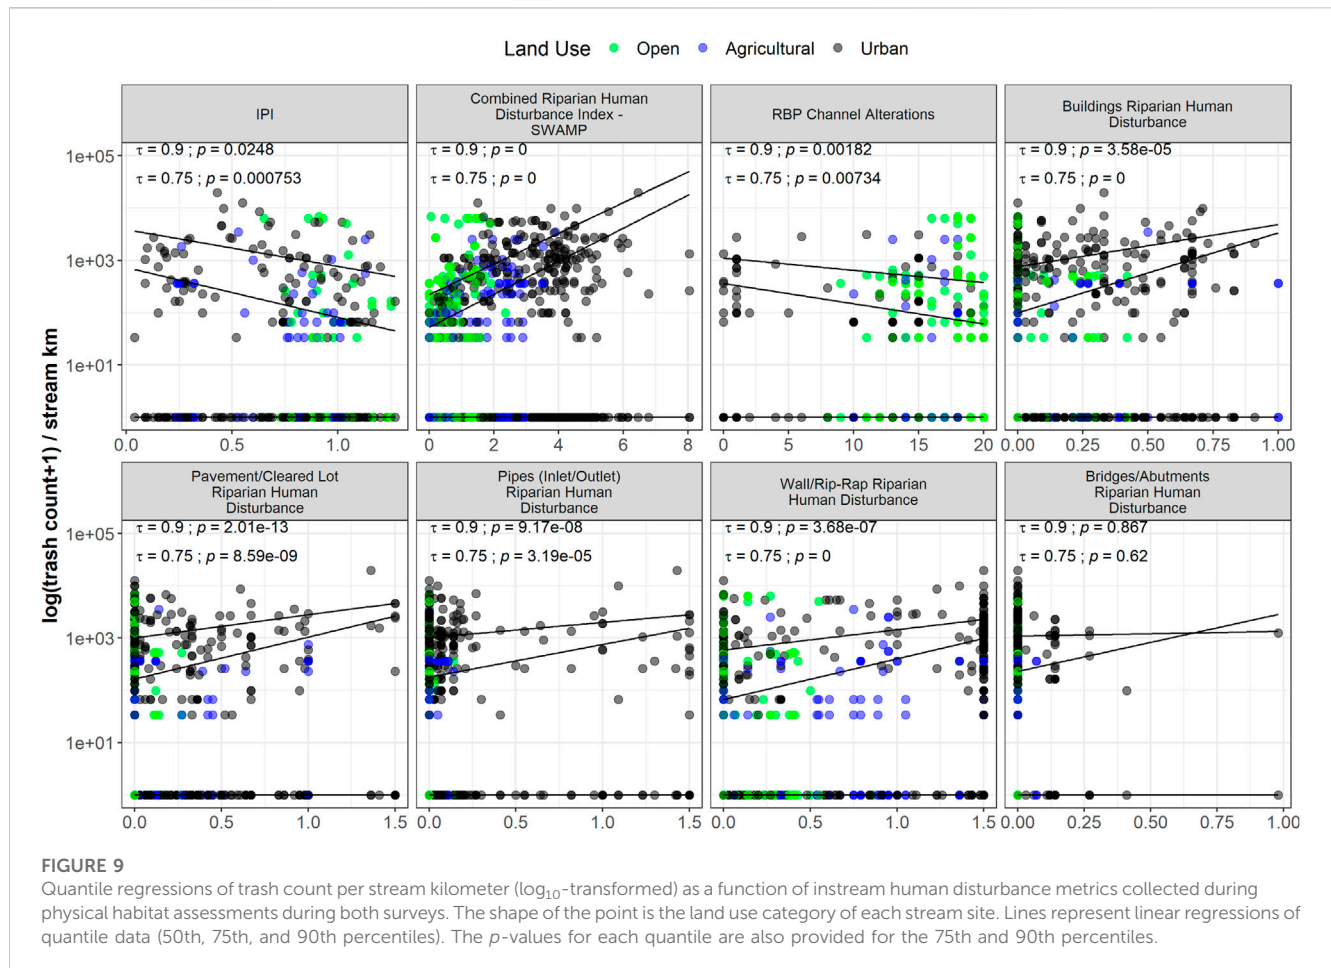 Land Use Open Agricultural Urban
IPI
Combined Riparian Human
Disturbance Index -
SWAMP
RBP Channel Alterations
Buildings Riparian Human
Disturbance
τ = 0.9 ; p = 0.0248
τ = 0.75 ; p = 0.000753
τ = 0.9 ; p = 0
τ = 0.75 ; p = 0
τ = 0.9 ; p = 0.00182
τ = 0.75 ; p = 0.00734
τ = 0.9 ; p = 3.58e-05
τ = 0.75 ; p = 0
1e+05
1e+03
1e+01
0.0 0.5 1.0
0 2 4 6 8
0 5 10 15 20
0.00 0.25 0.50 0.75 1.00
log(trash count+1) / stream km
Pavement/Cleared Lot
Riparian Human
Disturbance
Pipes (Inlet/Outlet)
Riparian Human
Disturbance
Wall/Rip-Rap Riparian
Human Disturbance
Bridges/Abutments
Riparian Human
Disturbance
τ = 0.9 ; p = 2.01e-13
τ = 0.75 ; p = 8.59e-09
τ = 0.9 ; p = 9.17e-08
τ = 0.75 ; p = 3.19e-05
τ = 0.9 ; p = 3.68e-07
τ = 0.75 ; p = 0
τ = 0.9 ; p = 0.867
τ = 0.75 ; p = 0.62
1e+05
1e+03
1e+01
0.0 0.5 1.0 1.5
0.0 0.5 1.0 1.5
0.0 0.5 1.0 1.5
0.00 0.25 0.50 0.75 1.00
FIGURE 9
Quantile regressions of trash count per stream kilometer (log10-transformed) as a function of instream human disturbance metrics collected during
physical habitat assessments during both surveys. The shape of the point is the land use category of each stream site. Lines represent linear regressions of
quantile data (50th, 75th, and 90th percentiles). The p-values for each quantile are also provided for the 75th and 90th percentiles.